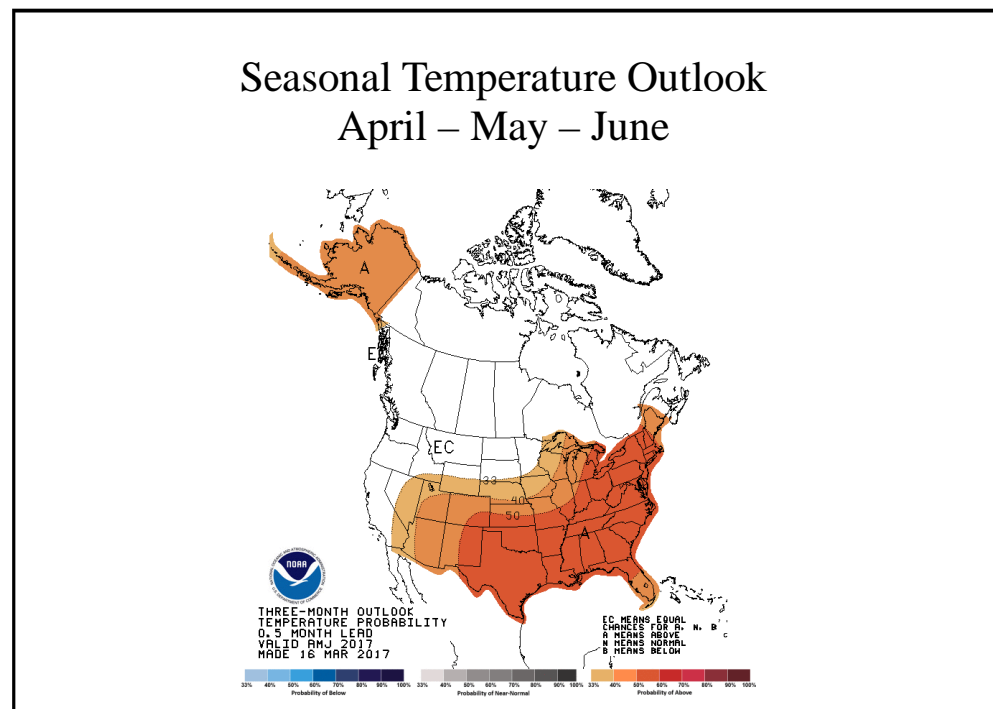 Seasonal Temperature Outlook
April – May – June
A
E
EC
33
40
50
A
NOAA
THREE-MONTH OUTLOOK
TEMPERATURE PROBABILITY
0.5 MONTH LEAD
VALID AMJ 2017
MADE 16 MAR 2017
EC MEANS EQUAL
CHANCES FOR A, N, B
A MEANS ABOVE
N MEANS NORMAL
B MEANS BELOW
33% 40% 50% 60% 70% 80% 90% 100%
Probability of Below
33% 40% 50% 60% 70% 80% 90% 100%
Probability of Near-Normal
33% 40% 50% 60% 70% 80% 90% 100%
Probability of Above